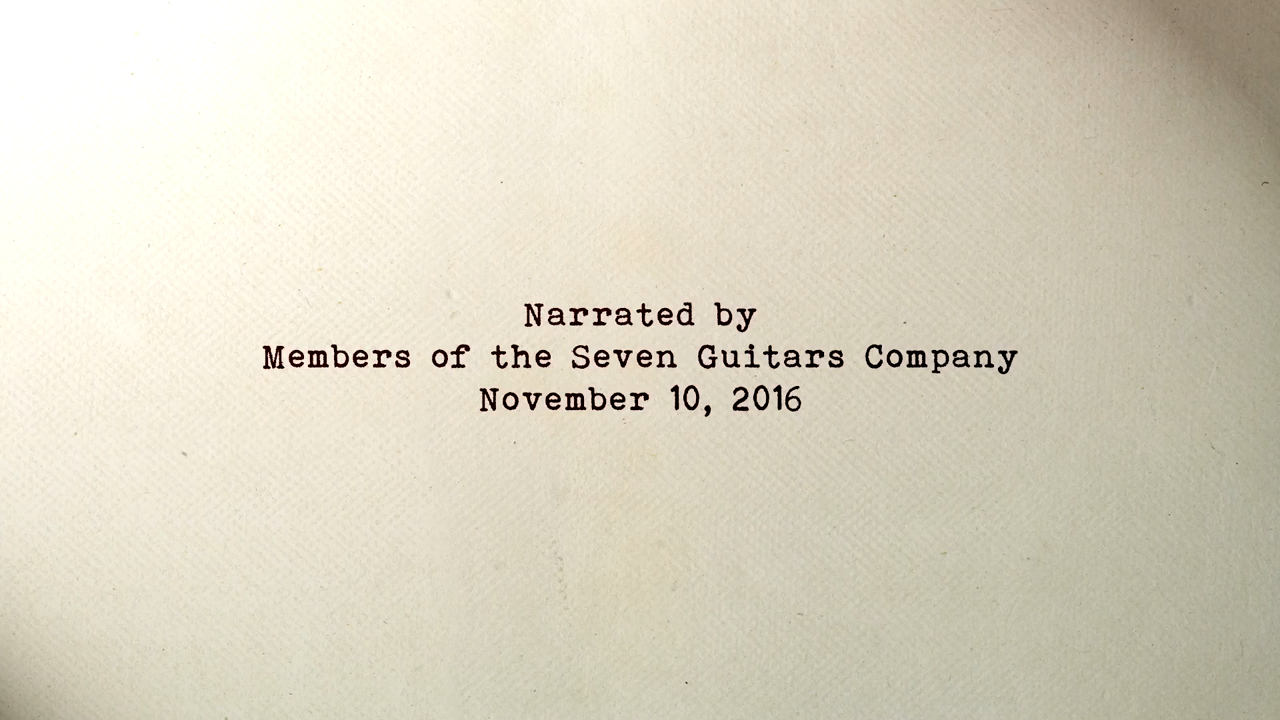 Narrated by
Members of the Seven Guitars Company
November 10, 2016